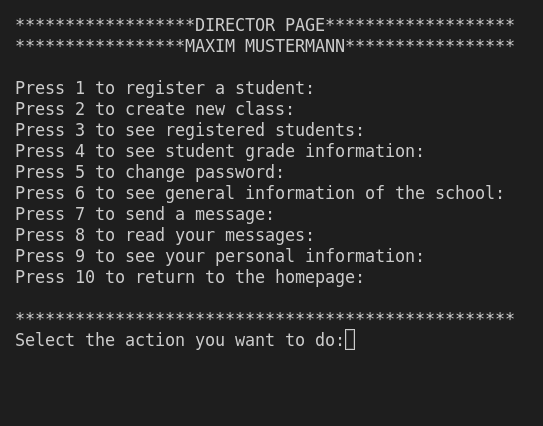 ******************DIRECTOR PAGE*******************
*****************MAXIM MUSTERMANN*****************
Press 1 to register a student:
Press 2 to create new class:
Press 3 to see registered students:
Press 4 to see student grade information:
Press 5 to change password:
Press 6 to see general information of the school:
Press 7 to send a message:
Press 8 to read your messages:
Press 9 to see your personal information:
Press 10 to return to the homepage:
**************************************************
Select the action you want to do: